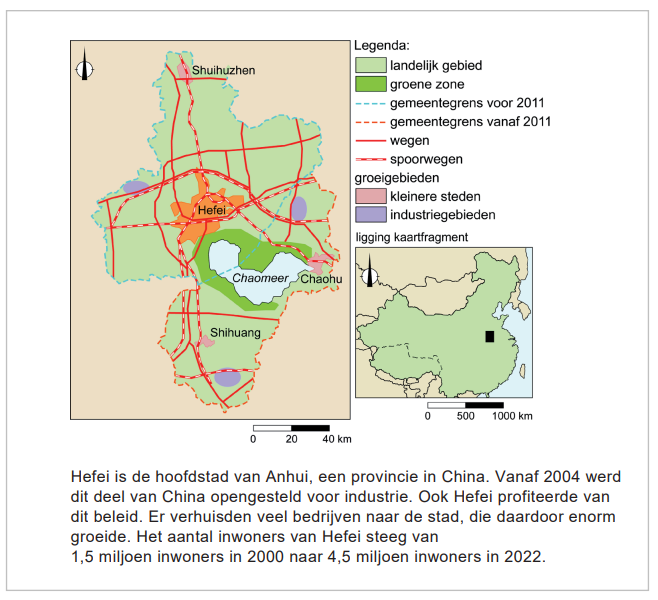 Legenda:
landelijk gebied
groene zone
gemeentegrens voor 2011
gemeentegrens vanaf 2011
wegen
spoorwegen
groeigebieden
kleinere steden
industriegebieden
Shuihuzhen
Hefei
Chaomeer
Chaohu
Shihuang
0 20 40 km
ligging kaartfragment
0 500 1000 km
Hefei is de hoofdstad van Anhui, een provincie in China. Vanaf 2004 werd
dit deel van China opengesteld voor industrie. Ook Hefei profiteerde van
dit beleid. Er verhuisden veel bedrijven naar de stad, die daardoor enorm
groeide. Het aantal inwoners van Hefei steeg van
1,5 miljoen inwoners in 2000 naar 4,5 miljoen inwoners in 2022.